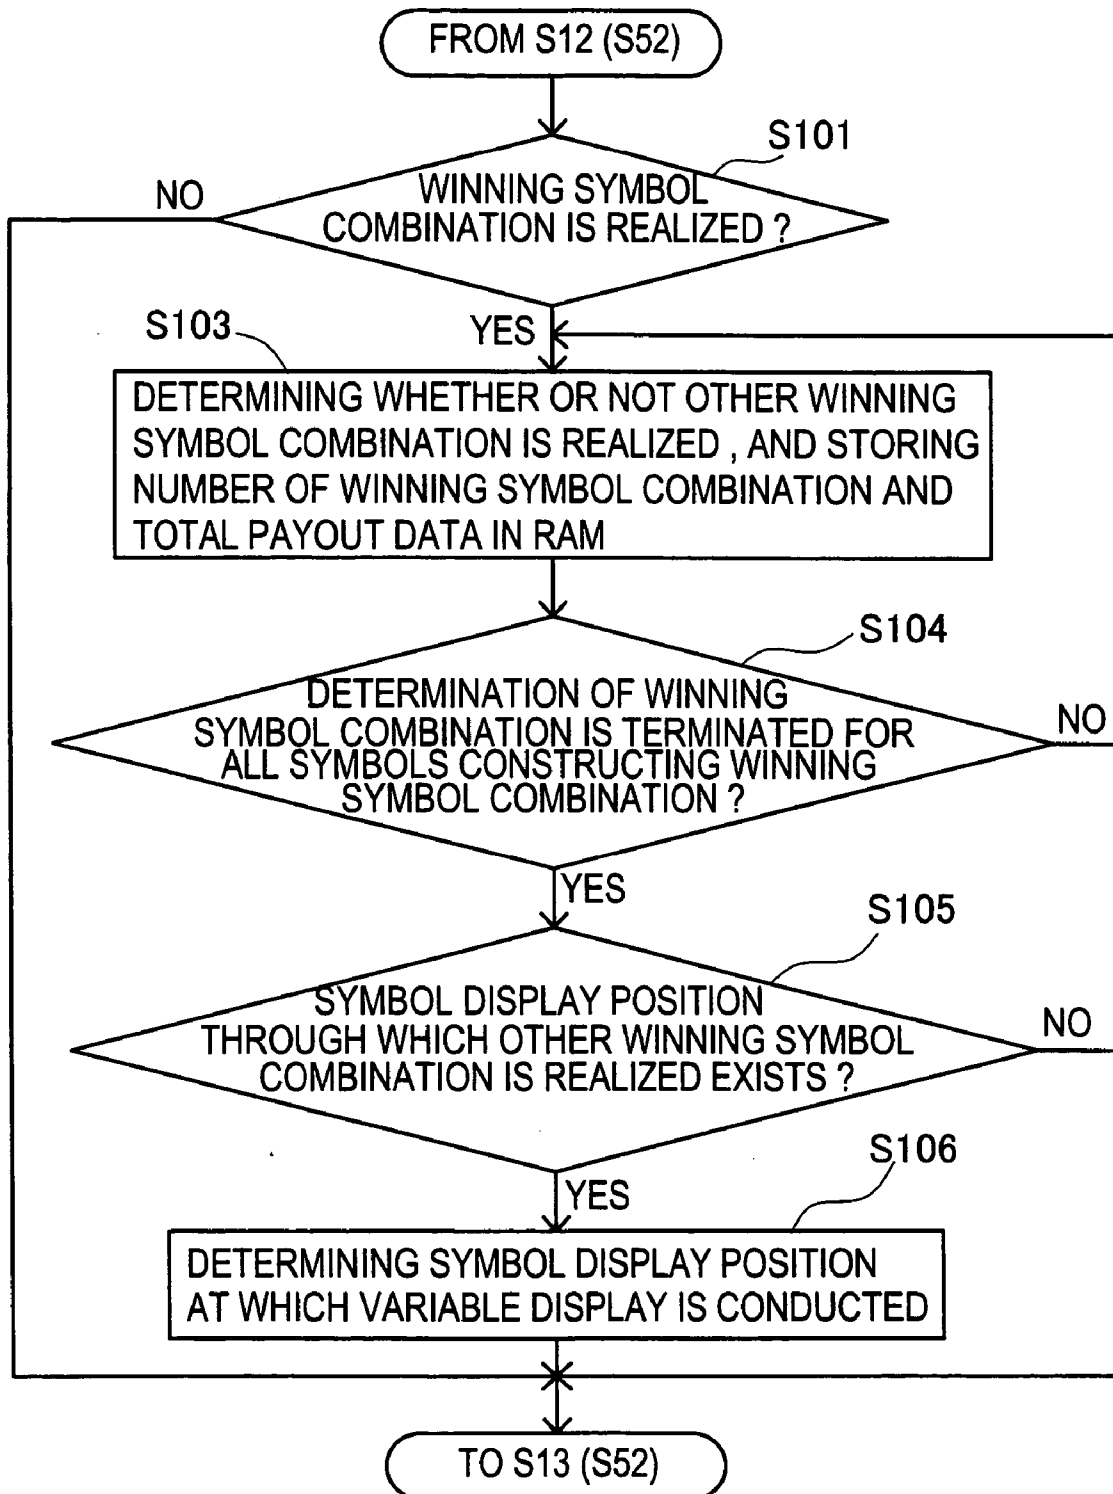 FROM S12 (S52)
S101
NO
WINNING SYMBOL
COMBINATION IS REALIZED ?
S103
YES
DETERMINING WHETHER OR NOT OTHER WINNING
SYMBOL COMBINATION IS REALIZED , AND STORING
NUMBER OF WINNING SYMBOL COMBINATION AND
TOTAL PAYOUT DATA IN RAM
S104
DETERMINATION OF WINNING
SYMBOL COMBINATION IS TERMINATED FOR
ALL SYMBOLS CONSTRUCTING WINNING
SYMBOL COMBINATION ?
NO
YES
S105
SYMBOL DISPLAY POSITION
THROUGH WHICH OTHER WINNING SYMBOL
COMBINATION IS REALIZED EXISTS ?
NO
S106
YES
DETERMINING SYMBOL DISPLAY POSITION
AT WHICH VARIABLE DISPLAY IS CONDUCTED
TO S13 (S52)